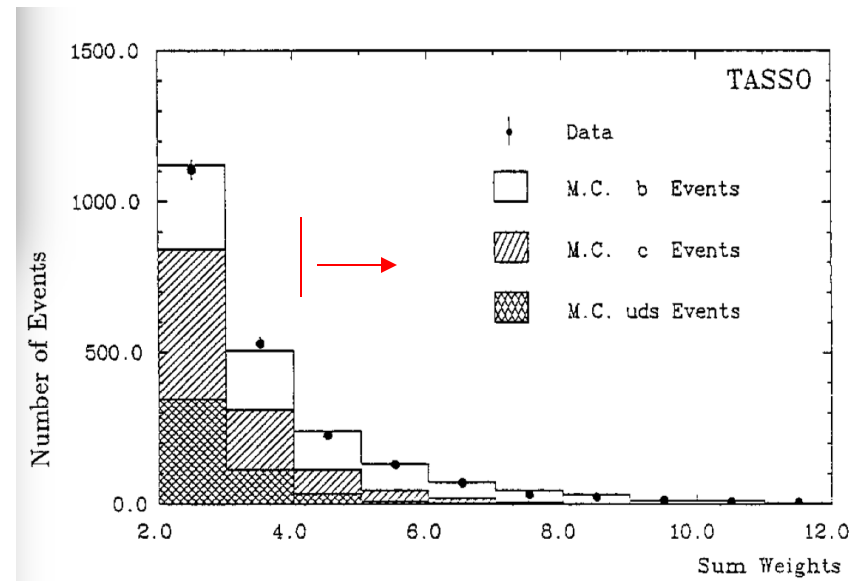 1500.0
TASSO
Data
M.C. b Events
1000.0
M.C. c Events
M.C. uds Events
500.0
0.0
2.0 4.0 6.0 8.0 10.0 12.0
Sum Weights
Number of Events